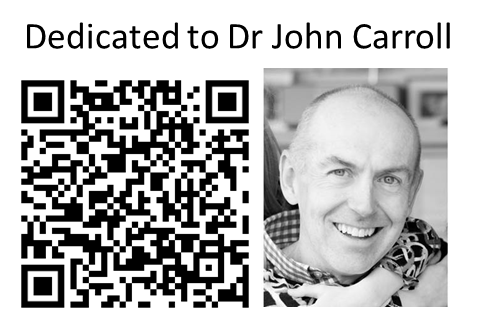 Dedicated to Dr John Carroll